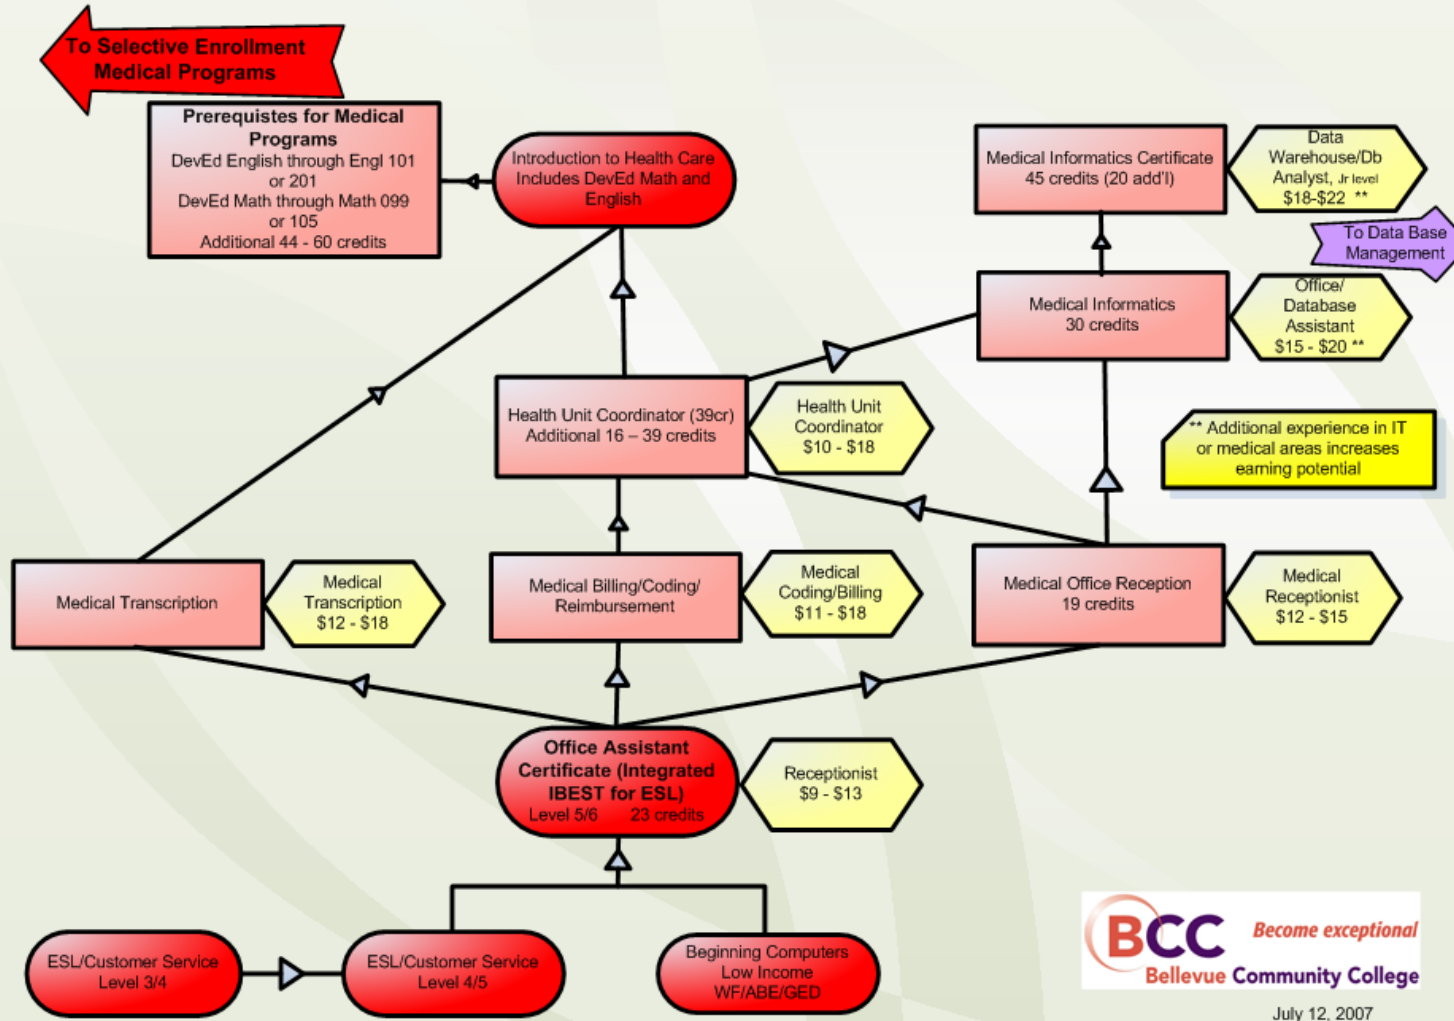 To Selective Enrollment
Medical Programs
Prerequistes for Medical
Programs
DevEd English through Engl 101
or 201
DevEd Math through Math 099
or 105
Additional 44 - 60 credits
Introduction to Health Care
Includes DevEd Math and
English
Medical Informatics Certificate
45 credits (20 add'l)
Data
Warehouse/Db
Analyst, Jr level
$18-$22 **
To Data Base
Management
Medical Informatics
30 credits
Office/
Database
Assistant
$15 - $20 **
Health Unit Coordinator (39cr)
Additional 16 – 39 credits
Health Unit
Coordinator
$10 - $18
** Additional experience in IT
or medical areas increases
earning potential
Medical Transcription
Medical
Transcription
$12 - $18
Medical Billing/Coding/
Reimbursement
Medical
Coding/Billing
$11 - $18
Medical Office Reception
19 credits
Medical
Receptionist
$12 - $15
Office Assistant
Certificate (Integrated
IBEST for ESL)
Level 5/6 23 credits
Receptionist
$9 - $13
ESL/Customer Service
Level 3/4
ESL/Customer Service
Level 4/5
Beginning Computers
Low Income
WF/ABE/GED
BCC Become exceptional
Bellevue Community College
July 12, 2007